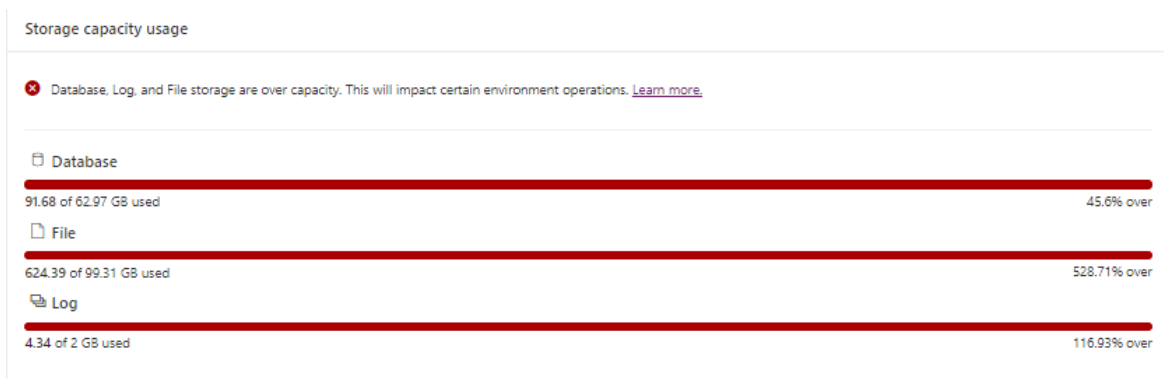 Storage capacity usage
Database, Log, and File storage are over capacity. This will impact certain environment operations. Learn more.
Database
91.68 of 62.97 GB used 45.6% over
File
624.39 of 99.31 GB used 528.71% over
Log
4.34 of 2 GB used 116.93% over